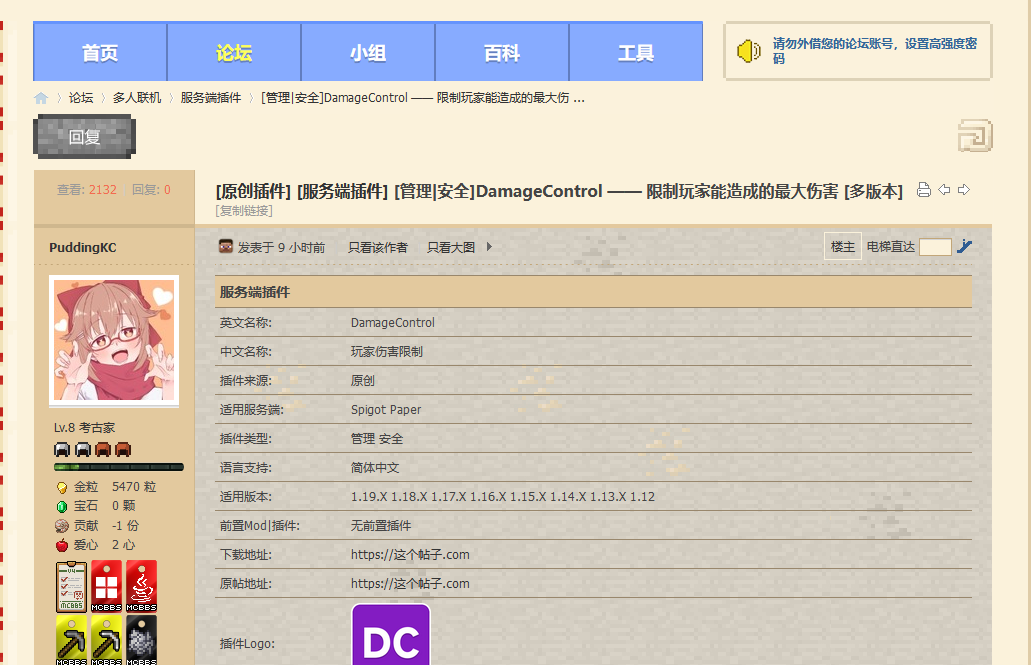 首页 论坛 小组 百科 工具
请勿外借您的论坛账号，设置高强度密
码
论坛 多人联机 服务端插件 [管理|安全]DamageControl —— 限制玩家能造成的最大伤 ...
回复
查看: 2132 回复: 0
[原创插件] [服务端插件] [管理|安全]DamageControl —— 限制玩家能造成的最大伤害 [多版本]
[复制链接]
PuddingKC
发表于 9 小时前 只看该作者 只看大图
楼主 电梯直达
Lv.8 考古家
金粒 5470 粒
宝石 0 颗
贡献 -1 份
爱心 2 心
MCBBS MCBBS MCBBS
MCBBS MCBBS MCBBS
服务端插件
英文名称: DamageControl
中文名称: 玩家伤害限制
插件来源: 原创
适用服务端: Spigot Paper
插件类型: 管理 安全
语言支持: 简体中文
适用版本: 1.19.X 1.18.X 1.17.X 1.16.X 1.15.X 1.14.X 1.13.X 1.12
前置Mod|插件: 无前置插件
下载地址: https://这个帖子.com
原帖地址: https://这个帖子.com
插件Logo:
DC